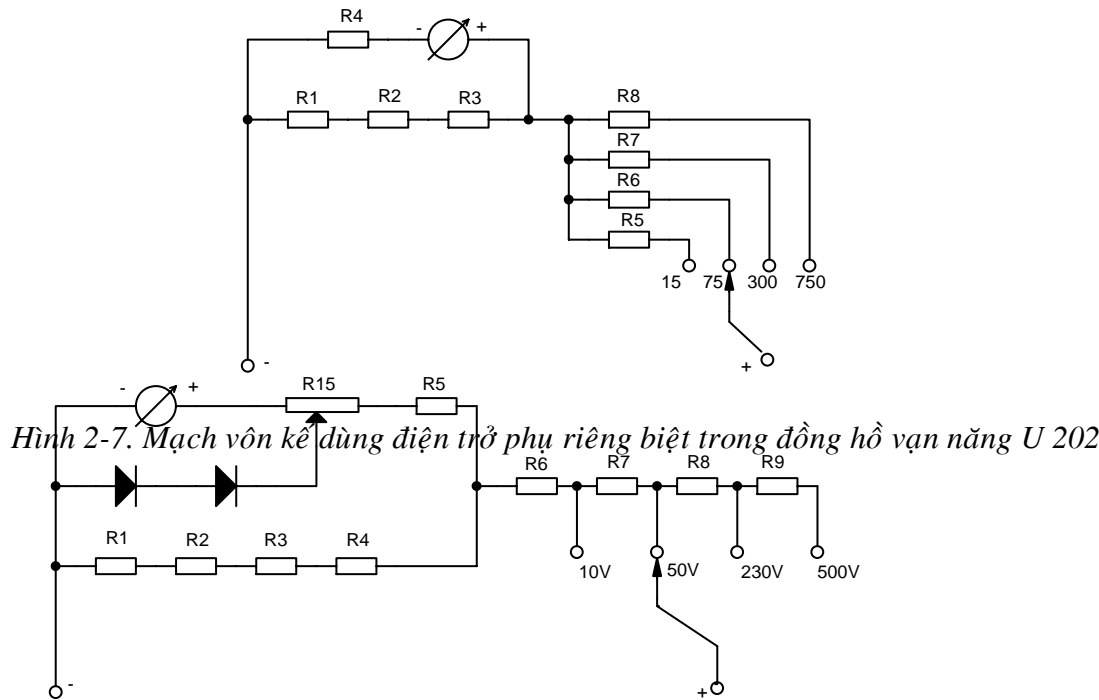 R4
- +
R1 R2 R3
R8
R7
R6
R5
15 75 300 750
+
-
- + R15 R5
Hình 2-7. Mạch vôn kế dùng điện trở phụ riêng biệt trong đồng hồ vạn năng U 202
R6 R7 R8 R9
R1 R2 R3 R4
10V 50V 230V 500V
- +